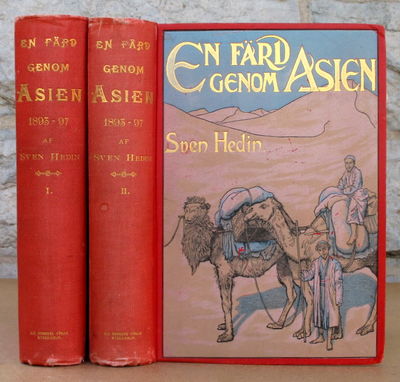 EN FÄRD
GENOM
ASIEN
1893-97
AF
SVEN HEDIN
I.
EN FÄRD
GENOM
ASIEN
1893-97
AF
SVEN HEDIN
II.
EN FÄRD
GENOM ASIEN
Sven Hedin